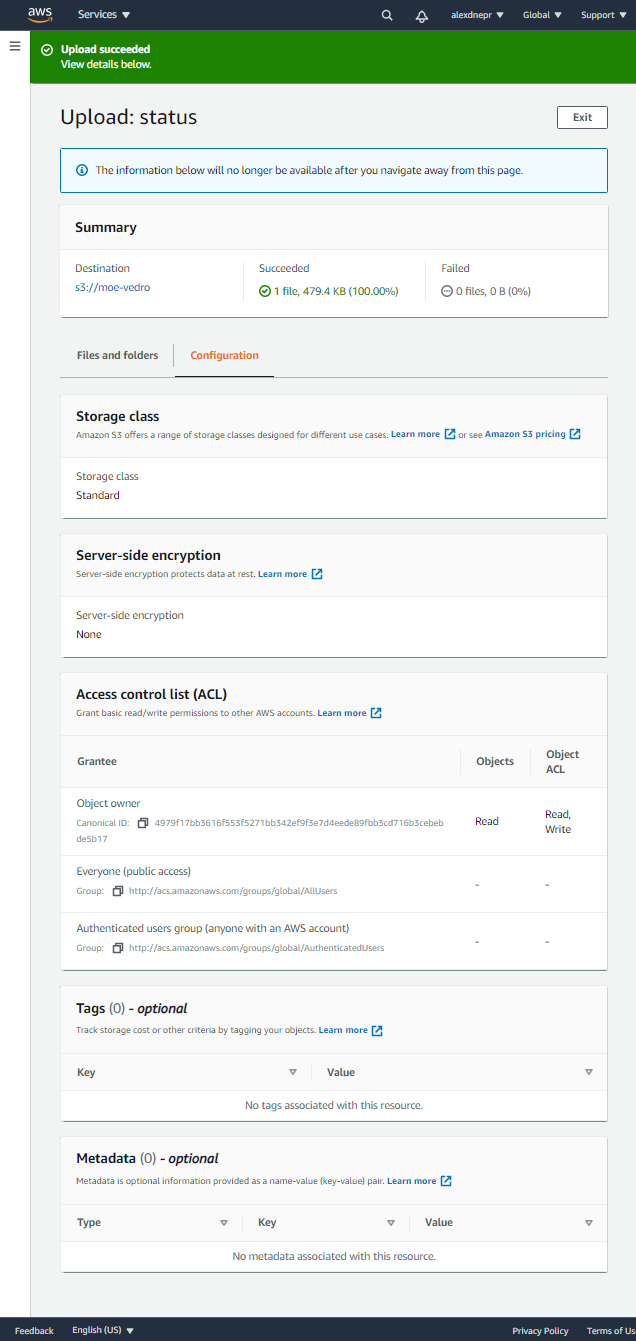 aws Services ▼ alexdnepr ▼ Global ▼ Support ▼
Upload succeeded
View details below.
Upload: status Exit
The information below will no longer be available after you navigate away from this page.
Summary
Destination Succeeded Failed
s3://moe-vedro 1 file, 479.4 KB (100.00%) 0 files, 0 B (0%)
Files and folders Configuration
Storage class
Amazon S3 offers a range of storage classes designed for different use cases. Learn more or see Amazon S3 pricing
Storage class
Standard
Server-side encryption
Server-side encryption protects data at rest. Learn more
Server-side encryption
None
Access control list (ACL)
Grant basic read/write permissions to other AWS accounts. Learn more
Grantee Objects Object
ACL
Object owner
Canonical ID: 4979f17bb3616f553f5271bb342ef9f3e7d4eede89fbb3cd716b3cebeb
de5b17
Read
Read,
Write
Everyone (public access)
Group: http://acs.amazonaws.com/groups/global/AllUsers
- -
Authenticated users group (anyone with an AWS account)
Group: http://acs.amazonaws.com/groups/global/AuthenticatedUsers
- -
Tags (0) - optional
Track storage cost or other criteria by tagging your objects. Learn more
Key Value
No tags associated with this resource.
Metadata (0) - optional
Metadata is optional information provided as a name-value (key-value) pair. Learn more
Type Key Value
No metadata associated with this resource.
Feedback English (US) ▼ Privacy Policy Terms of Us